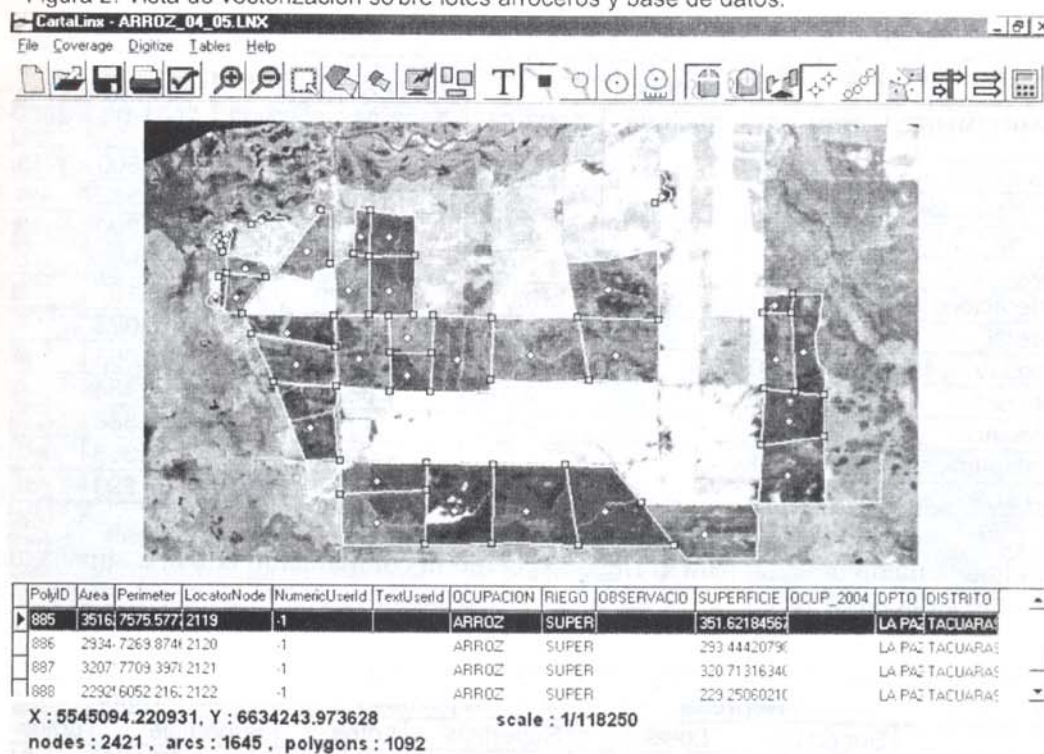 Figura 2. Vista de vectorización sobre lotes arroceros y base de datos.
CartaLinx - ARROZ_04_05.LNX
File Coverage Digitize Tables Help
T
PolyID Area Perimeter LocatorNode NumericUserId TextUserId OCUPACION RIEGO OBSERVACIO SUPERFICIE OCUP_2004 DPTO DISTRITO
885 3516 7575.577 2119 -1 ARROZ SUPER 351.6218456 LA PAZ TACUARAS
886 2934 7269.874 2120 -1 ARROZ SUPER 293.4442079 LA PAZ TACUARAS
887 3207 7709.397 2121 -1 ARROZ SUPER 320.7131634 LA PAZ TACUARAS
888 2292 6052.216 2122 -1 ARROZ SUPER 229.2506021 LA PAZ TACUARAS
X : 5545094.220931, Y : 6634243.973628 scale : 1/118250
nodes : 2421 , arcs : 1645 , polygons : 1092